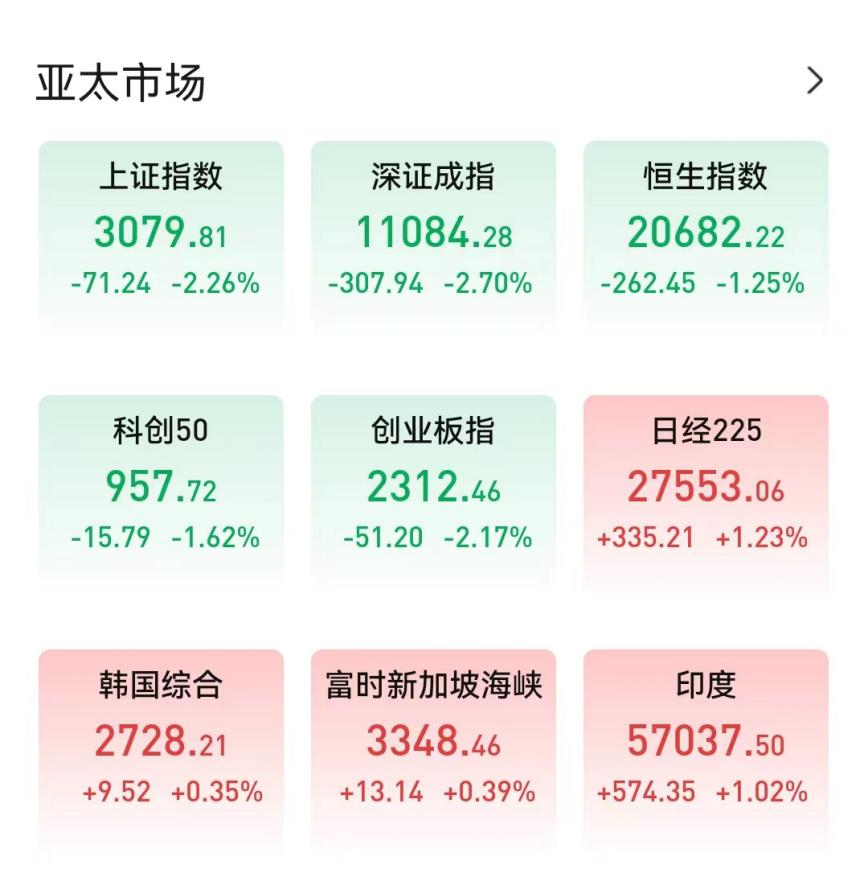 亚太市场
上证指数 深证成指 恒生指数
3079.81 11084.28 20682.22
-71.24 -2.26% -307.94 -2.70% -262.45 -1.25%
科创50 创业板指 日经225
957.72 2312.46 27553.06
-15.79 -1.62% -51.20 -2.17% +335.21 +1.23%
韩国综合 富时新加坡海峡 印度
2728.21 3348.46 57037.50
+9.52 +0.35% +13.14 +0.39% +574.35 +1.02%